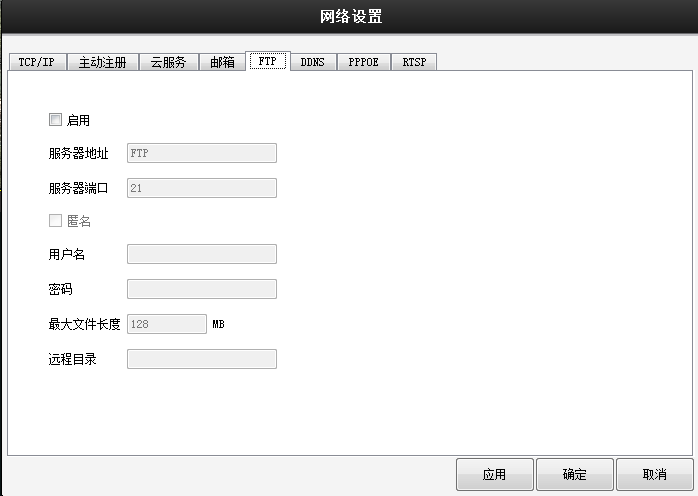 网络设置
TCP/IP 主动注册 云服务 邮箱 FTP DDNS PPPOE RTSP
启用
服务器地址 FTP
服务器端口 21
匿名
用户名
密码
最大文件长度 128 MB
远程目录
应用 确定 取消